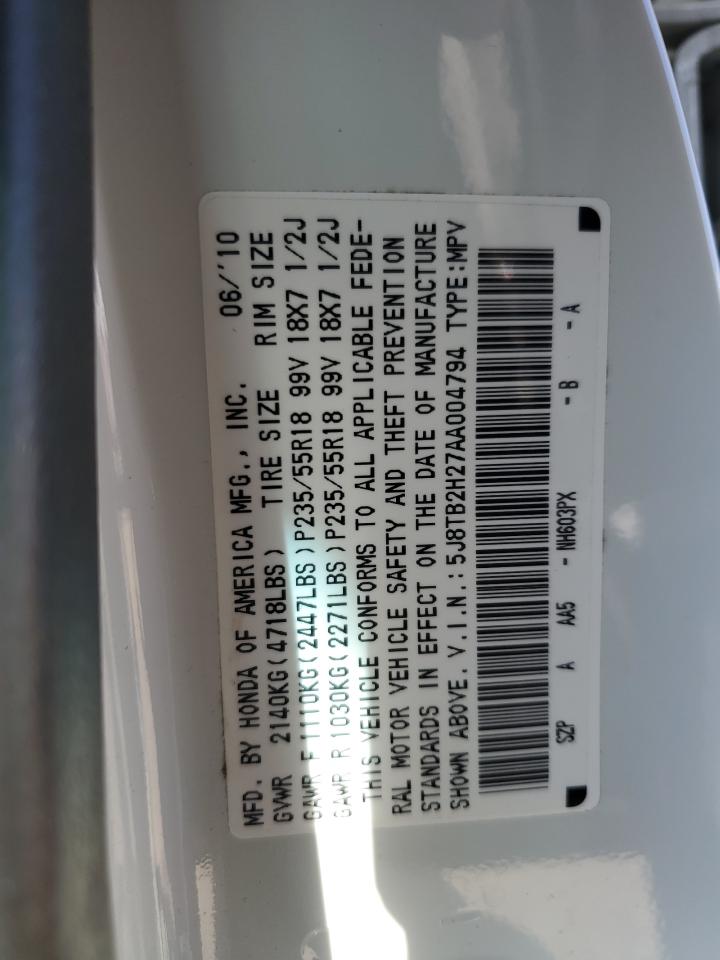 MFD. BY HONDA OF AMERICA MFG., INC. 06/'10
GVWR 2140KG(4718LBS) TIRE SIZE RIM SIZE
GAWR F 1110KG(2447LBS)P235/55R18 99V 18X7 1/2J
GAWR R 1030KG(2271LBS)P235/55R18 99V 18X7 1/2J
THIS VEHICLE CONFORMS TO ALL APPLICABLE FEDE-
RAL MOTOR VEHICLE SAFETY AND THEFT PREVENTION
STANDARDS IN EFFECT ON THE DATE OF MANUFACTURE
SHOWN ABOVE. V.I.N.:5J8TB2H27AA004794 TYPE:MPV
SZP A AA5 - NH603PX - B - A